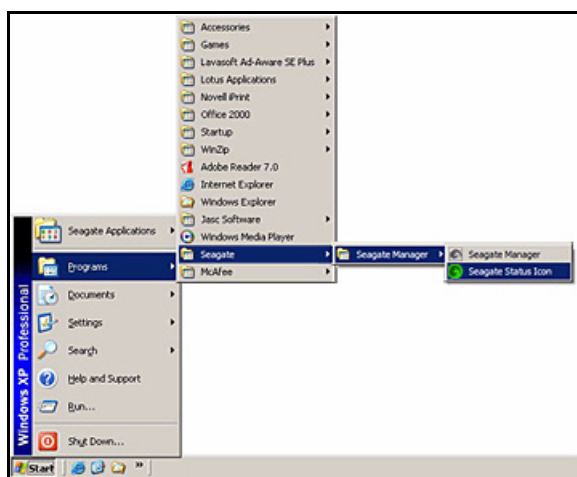 Accessories
Games
Lavasoft Ad-Aware SE Plus
Lotus Applications
Novell iPrint
Office 2000
Startup
WinZip
Adobe Reader 7.0
Internet Explorer
Windows Explorer
Jasc Software
Windows Media Player
Seagate
McAfee
Seagate Manager
Seagate Manager
Seagate Status Icon
Seagate Applications
Programs
Documents
Settings
Search
Help and Support
Run...
Shut Down...
Windows XP Professional
Start
»